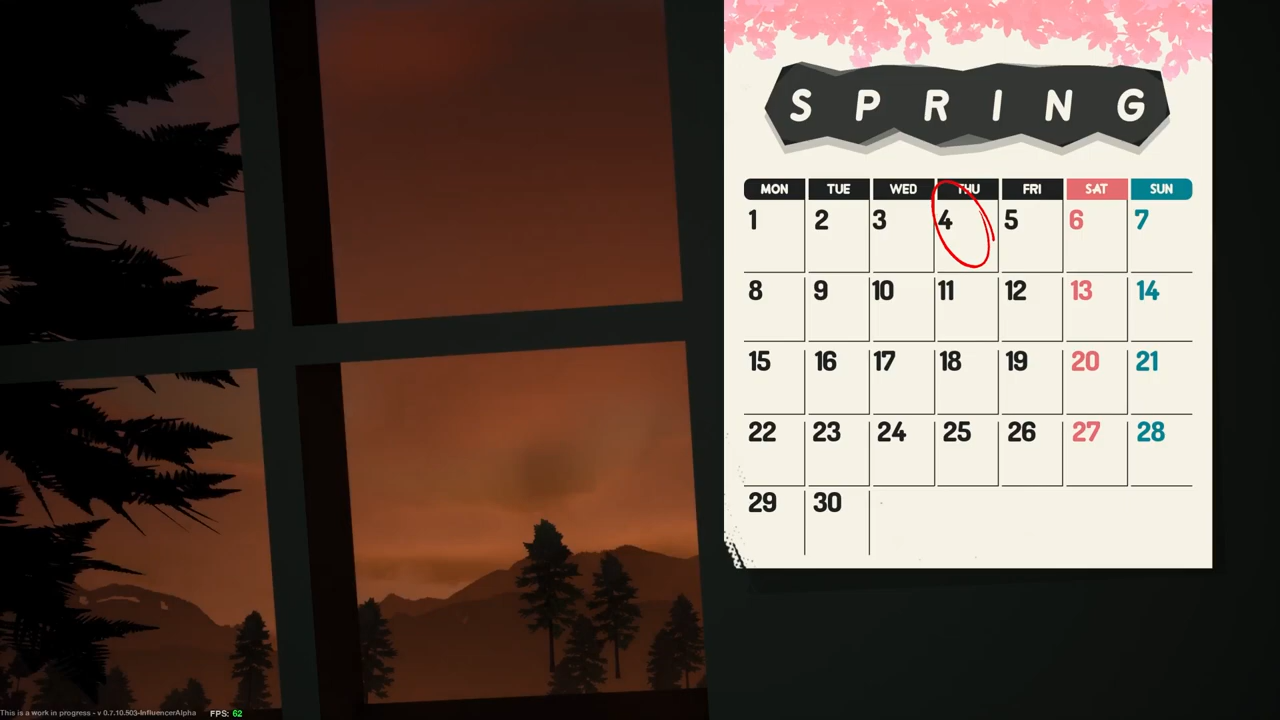 SPRING
MON TUE WED THU FRI SAT SUN
1 2 3 4 5 6 7
8 9 10 11 12 13 14
15 16 17 18 19 20 21
22 23 24 25 26 27 28
29 30
This is a work in progress - v 0.7.10.503-InfluencerAlpha FPS: 62